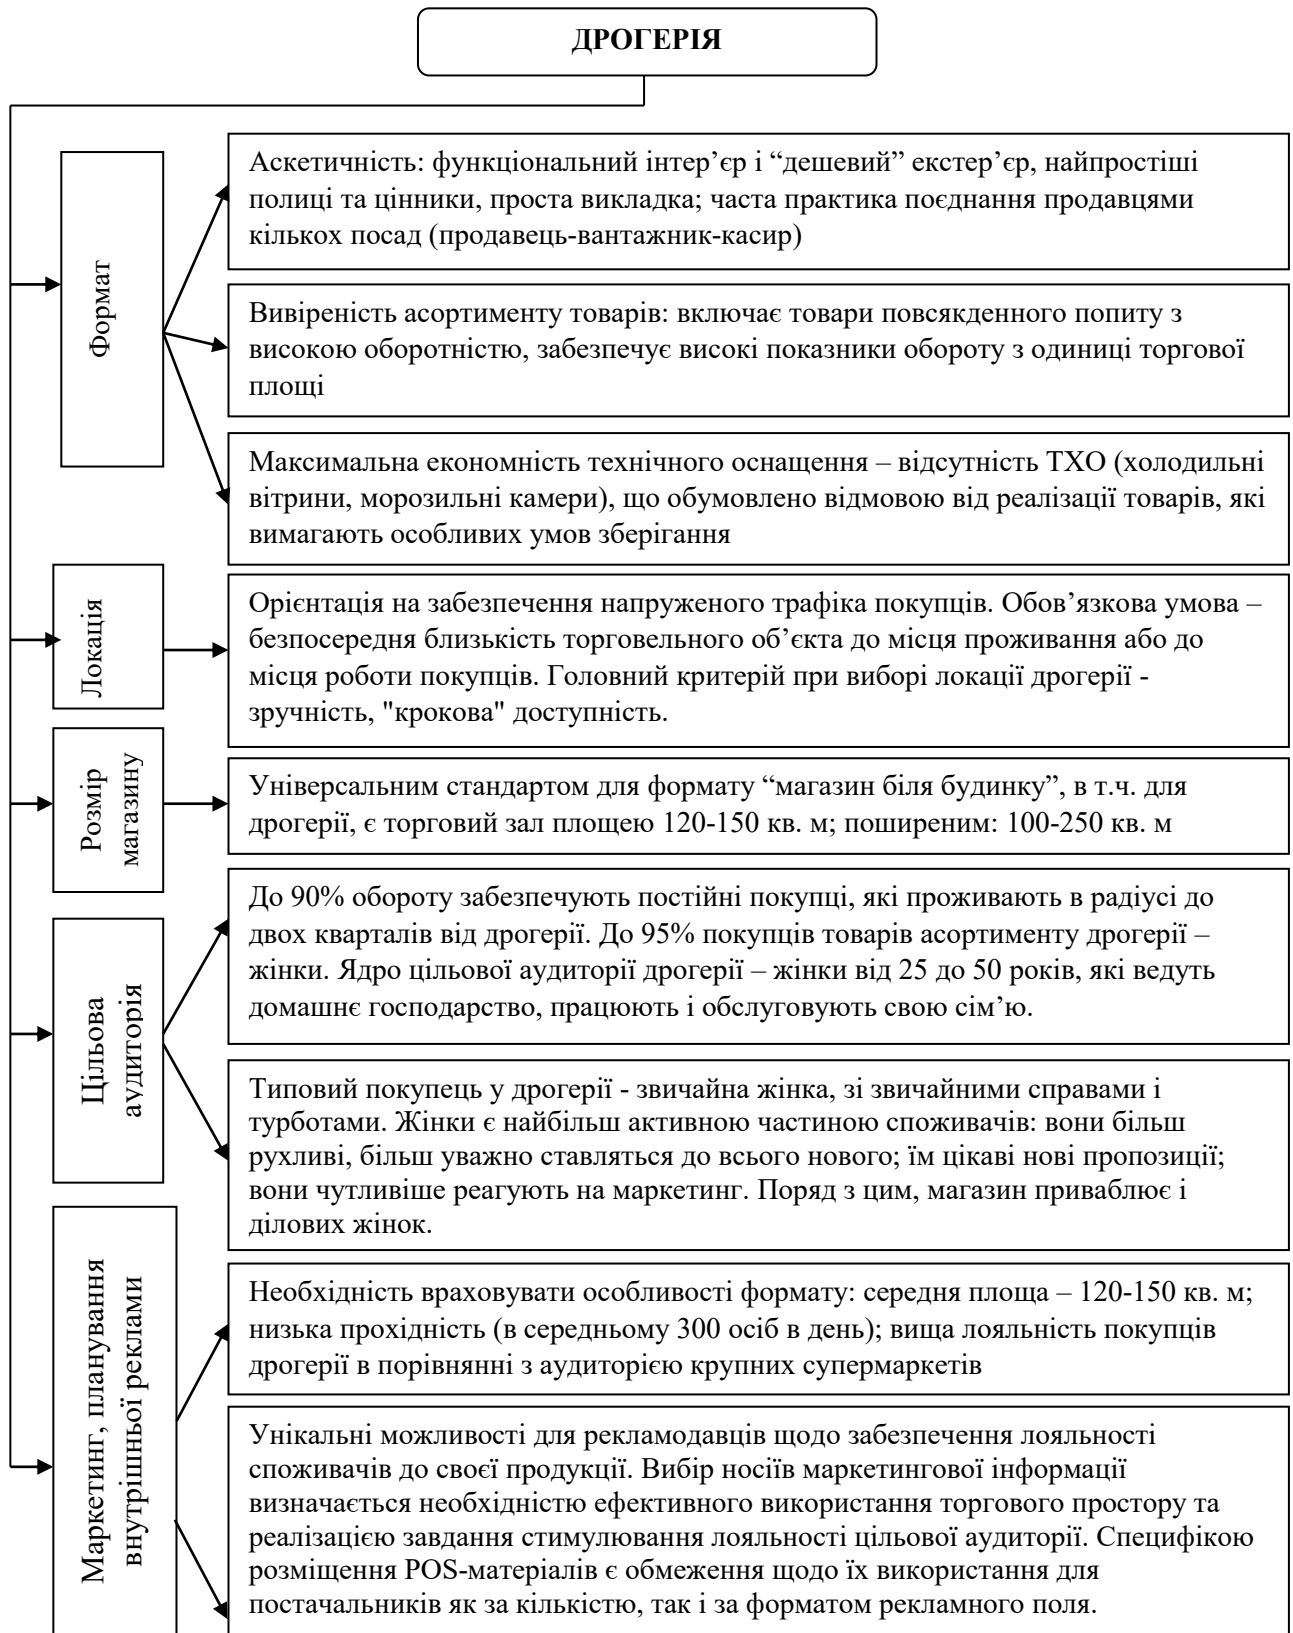 ДРОГЕРІЯ
Формат
Аскетичність: функціональний інтер’єр і “дешевий” екстер’єр, найпростіші
полиці та цінники, проста викладка; часта практика поєднання продавцями
кількох посад (продавець-вантажник-касир)
Вивіреність асортименту товарів: включає товари повсякденного попиту з
високою оборотністю, забезпечує високі показники обороту з одиниці торгової
площі
Максимальна економність технічного оснащення – відсутність ТХО (холодильні
вітрини, морозильні камери), що обумовлено відмовою від реалізації товарів, які
вимагають особливих умов зберігання
Локація
Орієнтація на забезпечення напруженого трафіка покупців. Обов’язкова умова –
безпосередня близькість торговельного об’єкта до місця проживання або до
місця роботи покупців. Головний критерій при виборі локації дрогерії -
зручність, "крокова" доступність.
Розмір
магазину
Універсальним стандартом для формату “магазин біля будинку”, в т.ч. для
дрогерії, є торговий зал площею 120-150 кв. м; поширеним: 100-250 кв. м
Цільова
аудиторія
До 90% обороту забезпечують постійні покупці, які проживають в радіусі до
двох кварталів від дрогерії. До 95% покупців товарів асортименту дрогерії –
жінки. Ядро цільової аудиторії дрогерії – жінки від 25 до 50 років, які ведуть
домашнє господарство, працюють і обслуговують свою сім’ю.
Типовий покупець у дрогерії - звичайна жінка, зі звичайними справами і
турботами. Жінки є найбільш активною частиною споживачів: вони більш
рухливі, більш уважно ставляться до всього нового; їм цікаві нові пропозиції;
вони чутливіше реагують на маркетинг. Поряд з цим, магазин приваблює і
ділових жінок.
Маркетинг, планування
внутрішньої реклами
Необхідність враховувати особливості формату: середня площа – 120-150 кв. м;
низька прохідність (в середньому 300 осіб в день); вища лояльність покупців
дрогерії в порівнянні з аудиторією крупних супермаркетів
Унікальні можливості для рекламодавців щодо забезпечення лояльності
споживачів до своєї продукції. Вибір носіїв маркетингової інформації
визначається необхідністю ефективного використання торгового простору та
реалізацією завдання стимулювання лояльності цільової аудиторії. Специфікою
розміщення POS-матеріалів є обмеження щодо їх використання для
постачальників як за кількістю, так і за форматом рекламного поля.